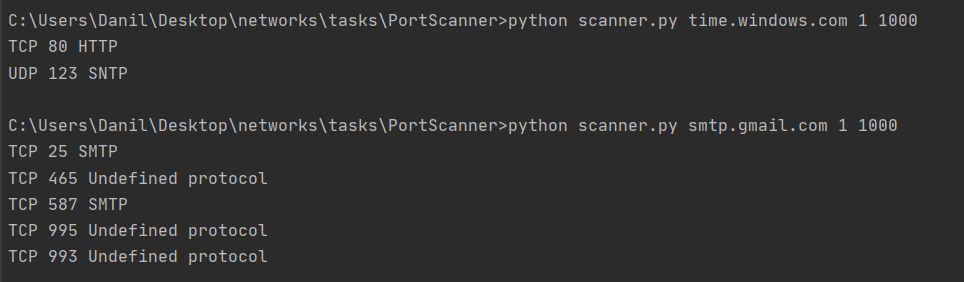 C:\Users\Danil\Desktop\networks\tasks\PortScanner>python scanner.py time.windows.com 1 1000
TCP 80 HTTP
UDP 123 SNTP
C:\Users\Danil\Desktop\networks\tasks\PortScanner>python scanner.py smtp.gmail.com 1 1000
TCP 25 SMTP
TCP 465 Undefined protocol
TCP 587 SMTP
TCP 995 Undefined protocol
TCP 993 Undefined protocol